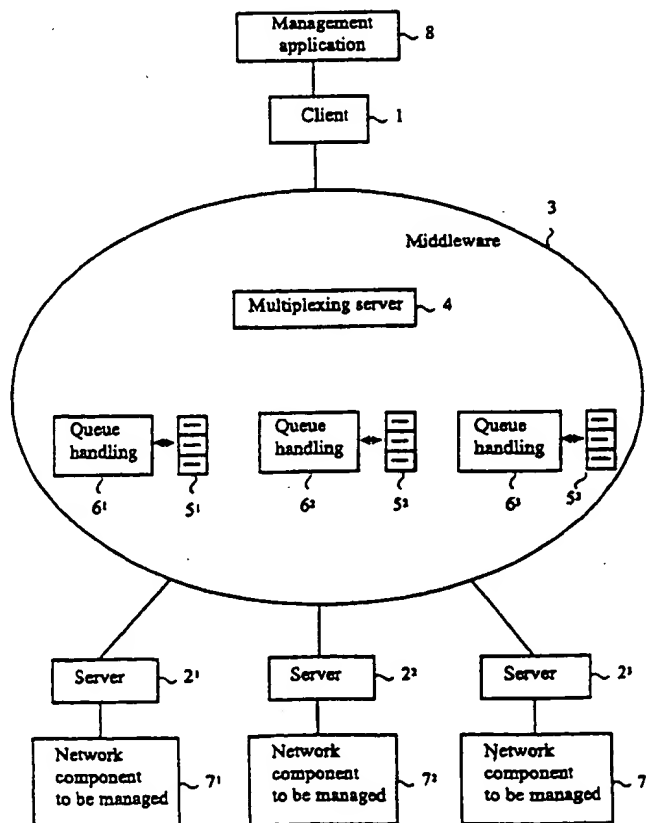 Management
application
8
Client
1
3
Middleware
Multiplexing server
4
Queue
handling
Queue
handling
Queue
handling
6¹
5¹
6²
5²
6³
5³
Server
2¹
Server
2²
Server
2³
Network
component
to be managed
7¹
Network
component
to be managed
7²
Network
component
to be managed
7